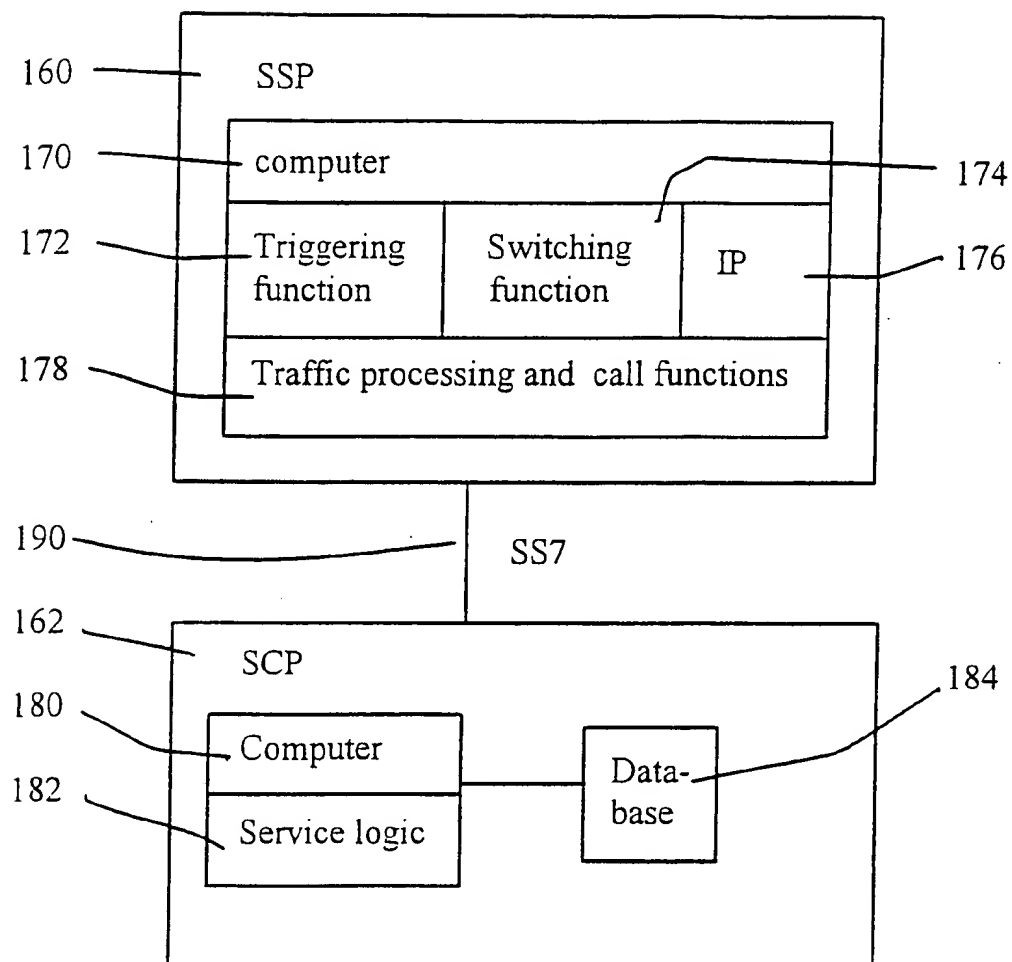 160
SSP
170
computer
174
172
Triggering
function
Switching
function
IP
176
178
Traffic processing and call functions
190
SS7
162
SCP
184
180
Computer
Data-
base
182
Service logic